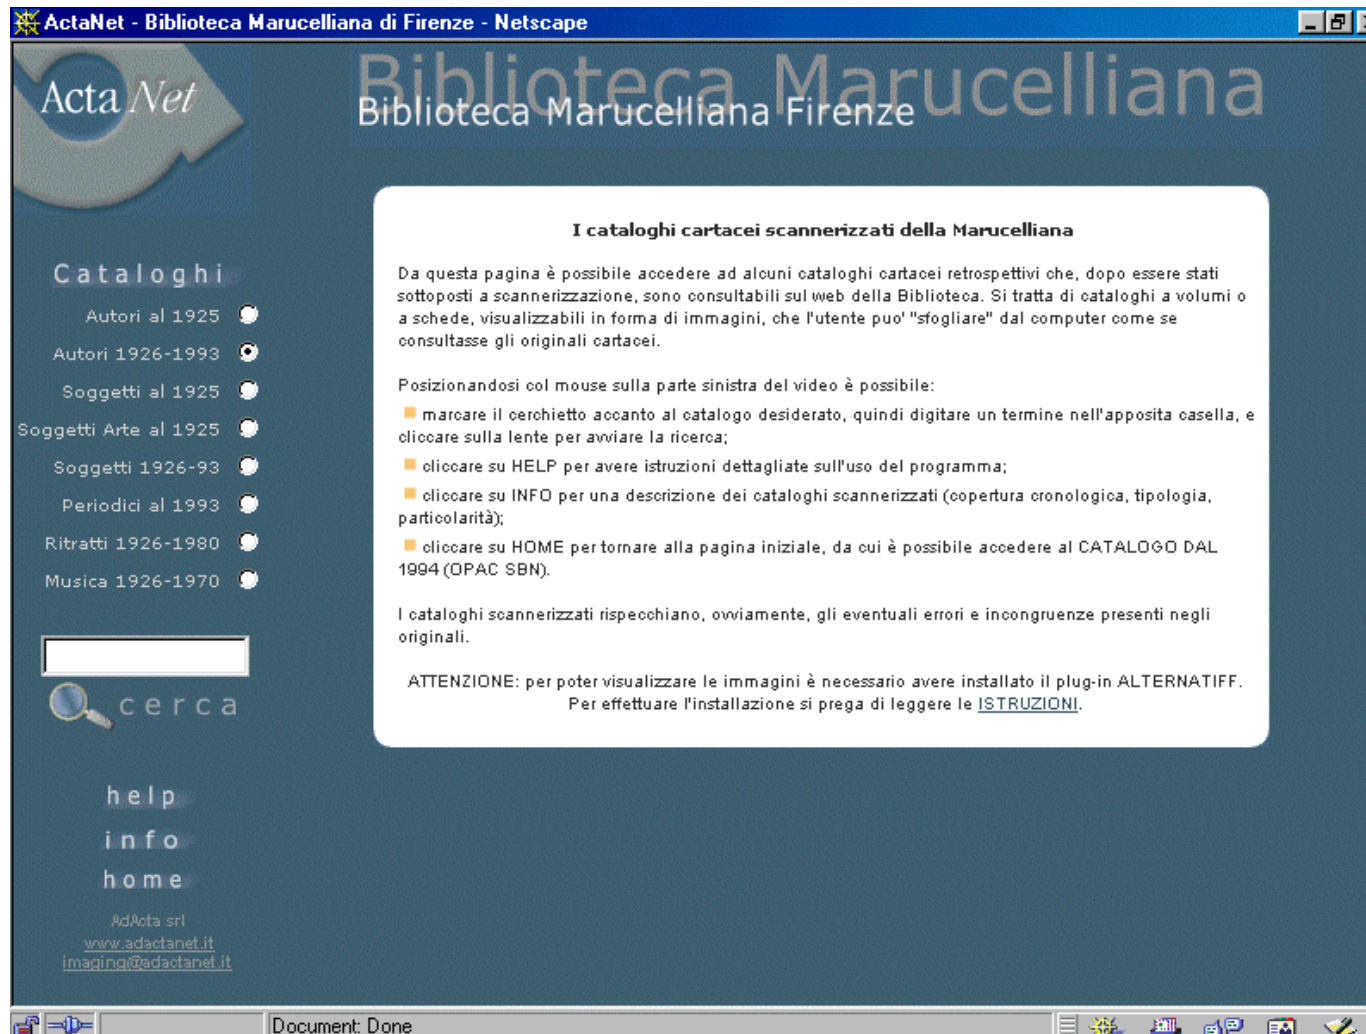 ActaNet - Biblioteca Marucelliana di Firenze - Netscape
Acta Net
Biblioteca Marucelliana
Biblioteca Marucelliana Firenze
Cataloghi
Autori al 1925
Autori 1926-1993
Soggetti al 1925
Soggetti Arte al 1925
Soggetti 1926-93
Periodici al 1993
Ritratti 1926-1980
Musica 1926-1970
cerca
help
info
home
AdActa srl
www.adactanet.it
imaging@adactanet.it
I cataloghi cartacei scannerizzati della Marucelliana
Da questa pagina è possibile accedere ad alcuni cataloghi cartacei retrospettivi che, dopo essere stati
sottoposti a scannerizzazione, sono consultabili sul web della Biblioteca. Si tratta di cataloghi a volumi o
a schede, visualizzabili in forma di immagini, che l'utente puo' "sfogliare" dal computer come se
consultasse gli originali cartacei.
Posizionandosi col mouse sulla parte sinistra del video è possibile:
marcare il cerchietto accanto al catalogo desiderato, quindi digitare un termine nell'apposita casella, e
cliccare sulla lente per avviare la ricerca;
cliccare su HELP per avere istruzioni dettagliate sull'uso del programma;
cliccare su INFO per una descrizione dei cataloghi scannerizzati (copertura cronologica, tipologia,
particolarità);
cliccare su HOME per tornare alla pagina iniziale, da cui è possibile accedere al CATALOGO DAL
1994 (OPAC SBN).
I cataloghi scannerizzati rispecchiano, ovviamente, gli eventuali errori e incongruenze presenti negli
originali.
ATTENZIONE: per poter visualizzare le immagini è necessario avere installato il plug-in ALTERNATIFF.
Per effettuare l'installazione si prega di leggere le ISTRUZIONI.
Document: Done